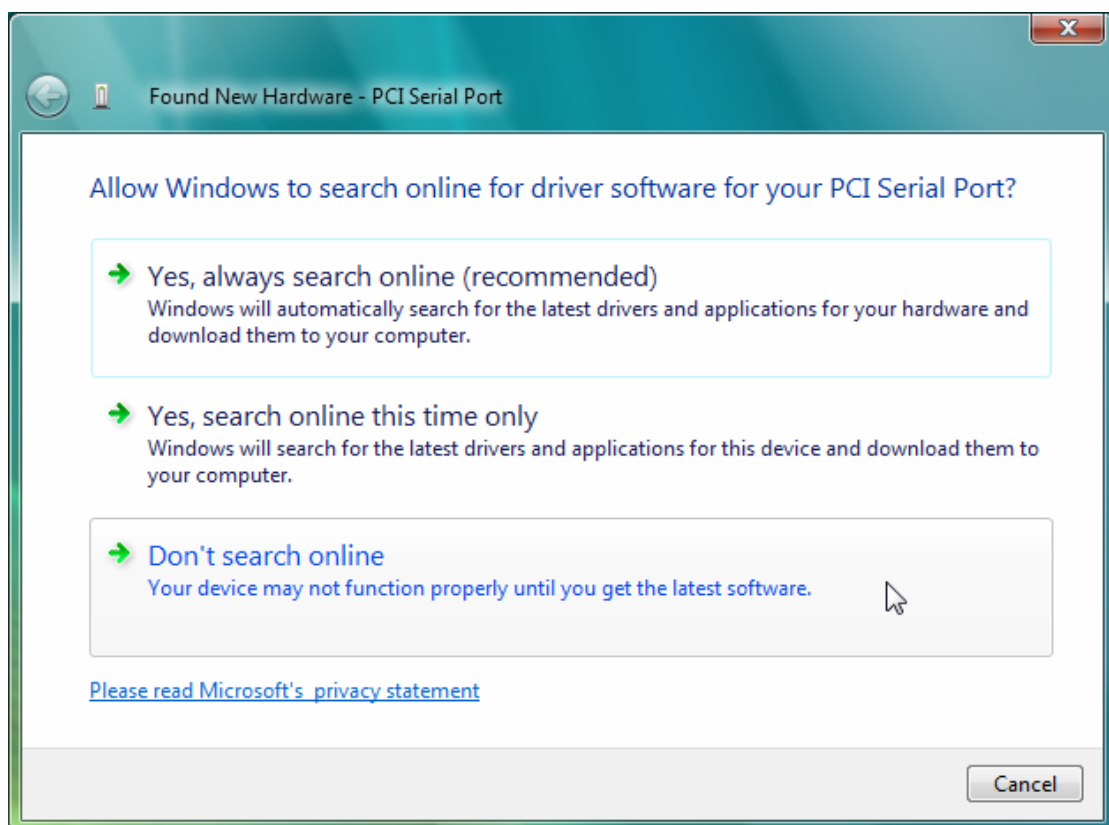 Found New Hardware - PCI Serial Port
Allow Windows to search online for driver software for your PCI Serial Port?
Yes, always search online (recommended)
Windows will automatically search for the latest drivers and applications for your hardware and
download them to your computer.
Yes, search online this time only
Windows will search for the latest drivers and applications for this device and download them to
your computer.
Don't search online
Your device may not function properly until you get the latest software.
Please read Microsoft's privacy statement
Cancel